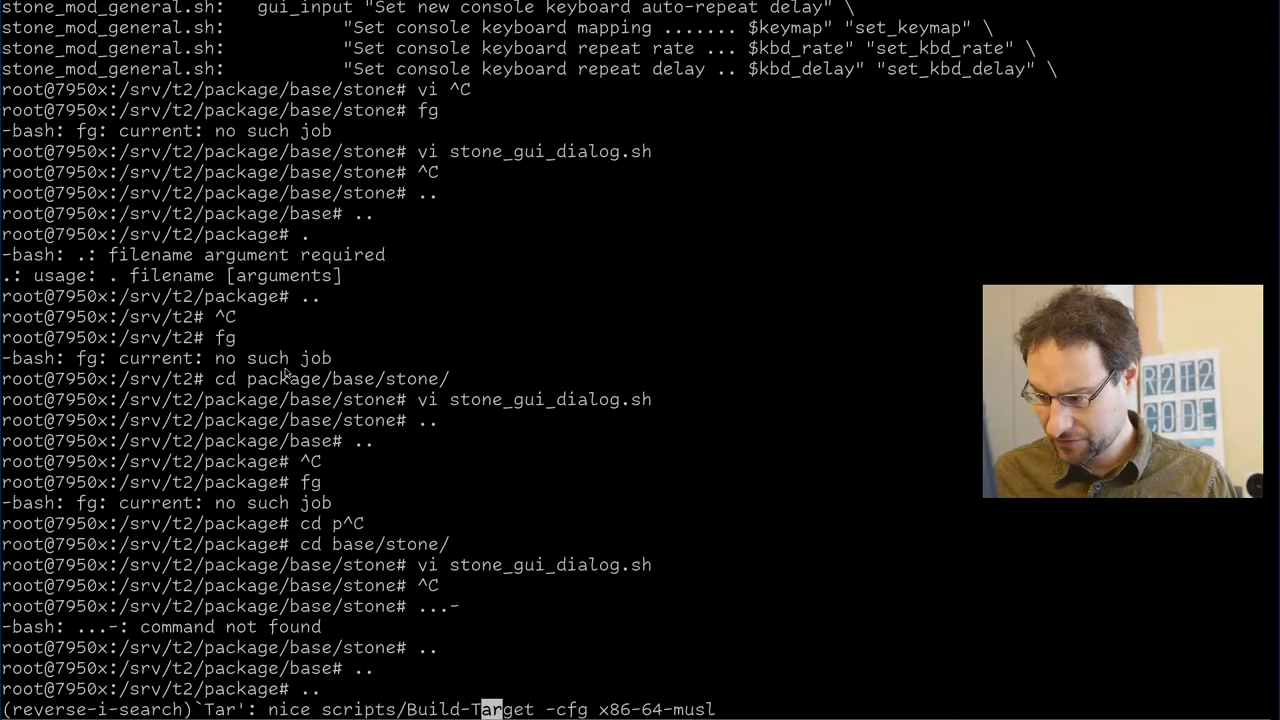 stone_mod_general.sh:   gui_input "Set new console keyboard auto-repeat delay" \
stone_mod_general.sh:           "Set console keyboard mapping ....... $keymap" "set_keymap" \
stone_mod_general.sh:           "Set console keyboard repeat rate ... $kbd_rate" "set_kbd_rate" \
stone_mod_general.sh:           "Set console keyboard repeat delay .. $kbd_delay" "set_kbd_delay" \
root@7950x:/srv/t2/package/base/stone# vi ^C
root@7950x:/srv/t2/package/base/stone# fg
-bash: fg: current: no such job
root@7950x:/srv/t2/package/base/stone# vi stone_gui_dialog.sh
root@7950x:/srv/t2/package/base/stone# ^C
root@7950x:/srv/t2/package/base/stone# ..
root@7950x:/srv/t2/package/base# ..
root@7950x:/srv/t2/package# .
-bash: .: filename argument required
.: usage: . filename [arguments]
root@7950x:/srv/t2/package# ..
root@7950x:/srv/t2# ^C
root@7950x:/srv/t2# fg
-bash: fg: current: no such job
root@7950x:/srv/t2# cd package/base/stone/
root@7950x:/srv/t2/package/base/stone# vi stone_gui_dialog.sh
root@7950x:/srv/t2/package/base/stone# ..
root@7950x:/srv/t2/package/base# ..
root@7950x:/srv/t2/package# ^C
root@7950x:/srv/t2/package# fg
-bash: fg: current: no such job
root@7950x:/srv/t2/package# cd p^C
root@7950x:/srv/t2/package# cd base/stone/
root@7950x:/srv/t2/package/base/stone# vi stone_gui_dialog.sh
root@7950x:/srv/t2/package/base/stone# ^C
root@7950x:/srv/t2/package/base/stone# ...-
-bash: ...-: command not found
root@7950x:/srv/t2/package/base/stone# ..
root@7950x:/srv/t2/package/base# ..
root@7950x:/srv/t2/package# ..
(reverse-i-search)`Tar': nice scripts/Build-Target -cfg x86-64-musl
R2T2
CODE